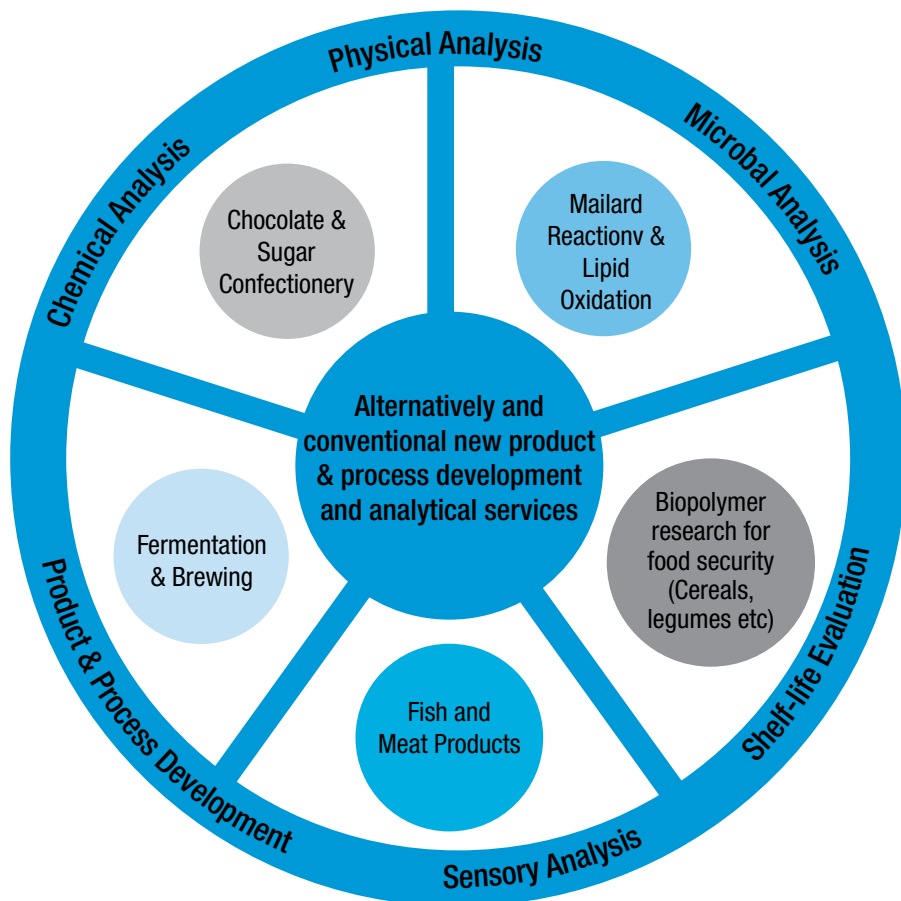 Physical Analysis
Microbal Analysis
Chemical Analysis
Chocolate &
Sugar
Confectionery
Mailard
Reactionv &
Lipid
Oxidation
Alternatively and
conventional new product
& process development
and analytical services
Fermentation
& Brewing
Biopolymer
research for
food security
(Cereals,
legumes etc)
Fish and
Meat Products
Product & Process Development
Shelf-life Evaluation
Sensory Analysis